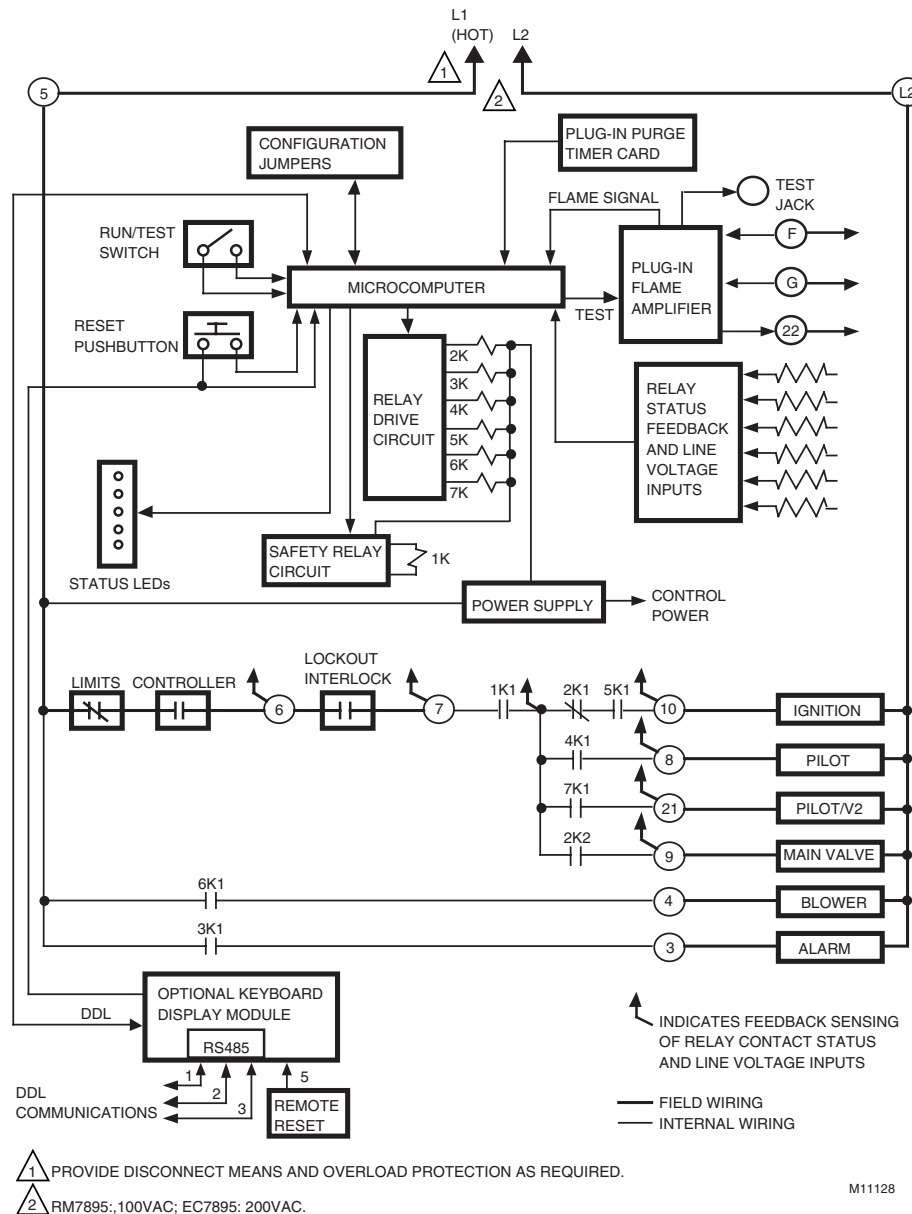 L1
(HOT) L2
1
2
5
L2
CONFIGURATION
JUMPERS
PLUG-IN PURGE
TIMER CARD
FLAME SIGNAL
TEST
JACK
RUN/TEST
SWITCH
F
PLUG-IN
FLAME
AMPLIFIER
G
MICROCOMPUTER
TEST
22
RESET
PUSHBUTTON
RELAY
DRIVE
CIRCUIT
2K
3K
4K
5K
6K
7K
RELAY
STATUS
FEEDBACK
AND LINE
VOLTAGE
INPUTS
STATUS LEDs
SAFETY RELAY
CIRCUIT
1K
POWER SUPPLY
CONTROL
POWER
LIMITS CONTROLLER
6
LOCKOUT
INTERLOCK
7
1K1 2K1 5K1
10
IGNITION
4K1
8
PILOT
7K1
21
PILOT/V2
2K2
9
MAIN VALVE
6K1
4
BLOWER
3K1
3
ALARM
DDL
OPTIONAL KEYBOARD
DISPLAY MODULE
RS485
1
2
3
5
DDL
COMMUNICATIONS
REMOTE
RESET
INDICATES FEEDBACK SENSING
OF RELAY CONTACT STATUS
AND LINE VOLTAGE INPUTS
FIELD WIRING
INTERNAL WIRING
1 PROVIDE DISCONNECT MEANS AND OVERLOAD PROTECTION AS REQUIRED.
2 RM7895:,100VAC; EC7895: 200VAC.
M11128